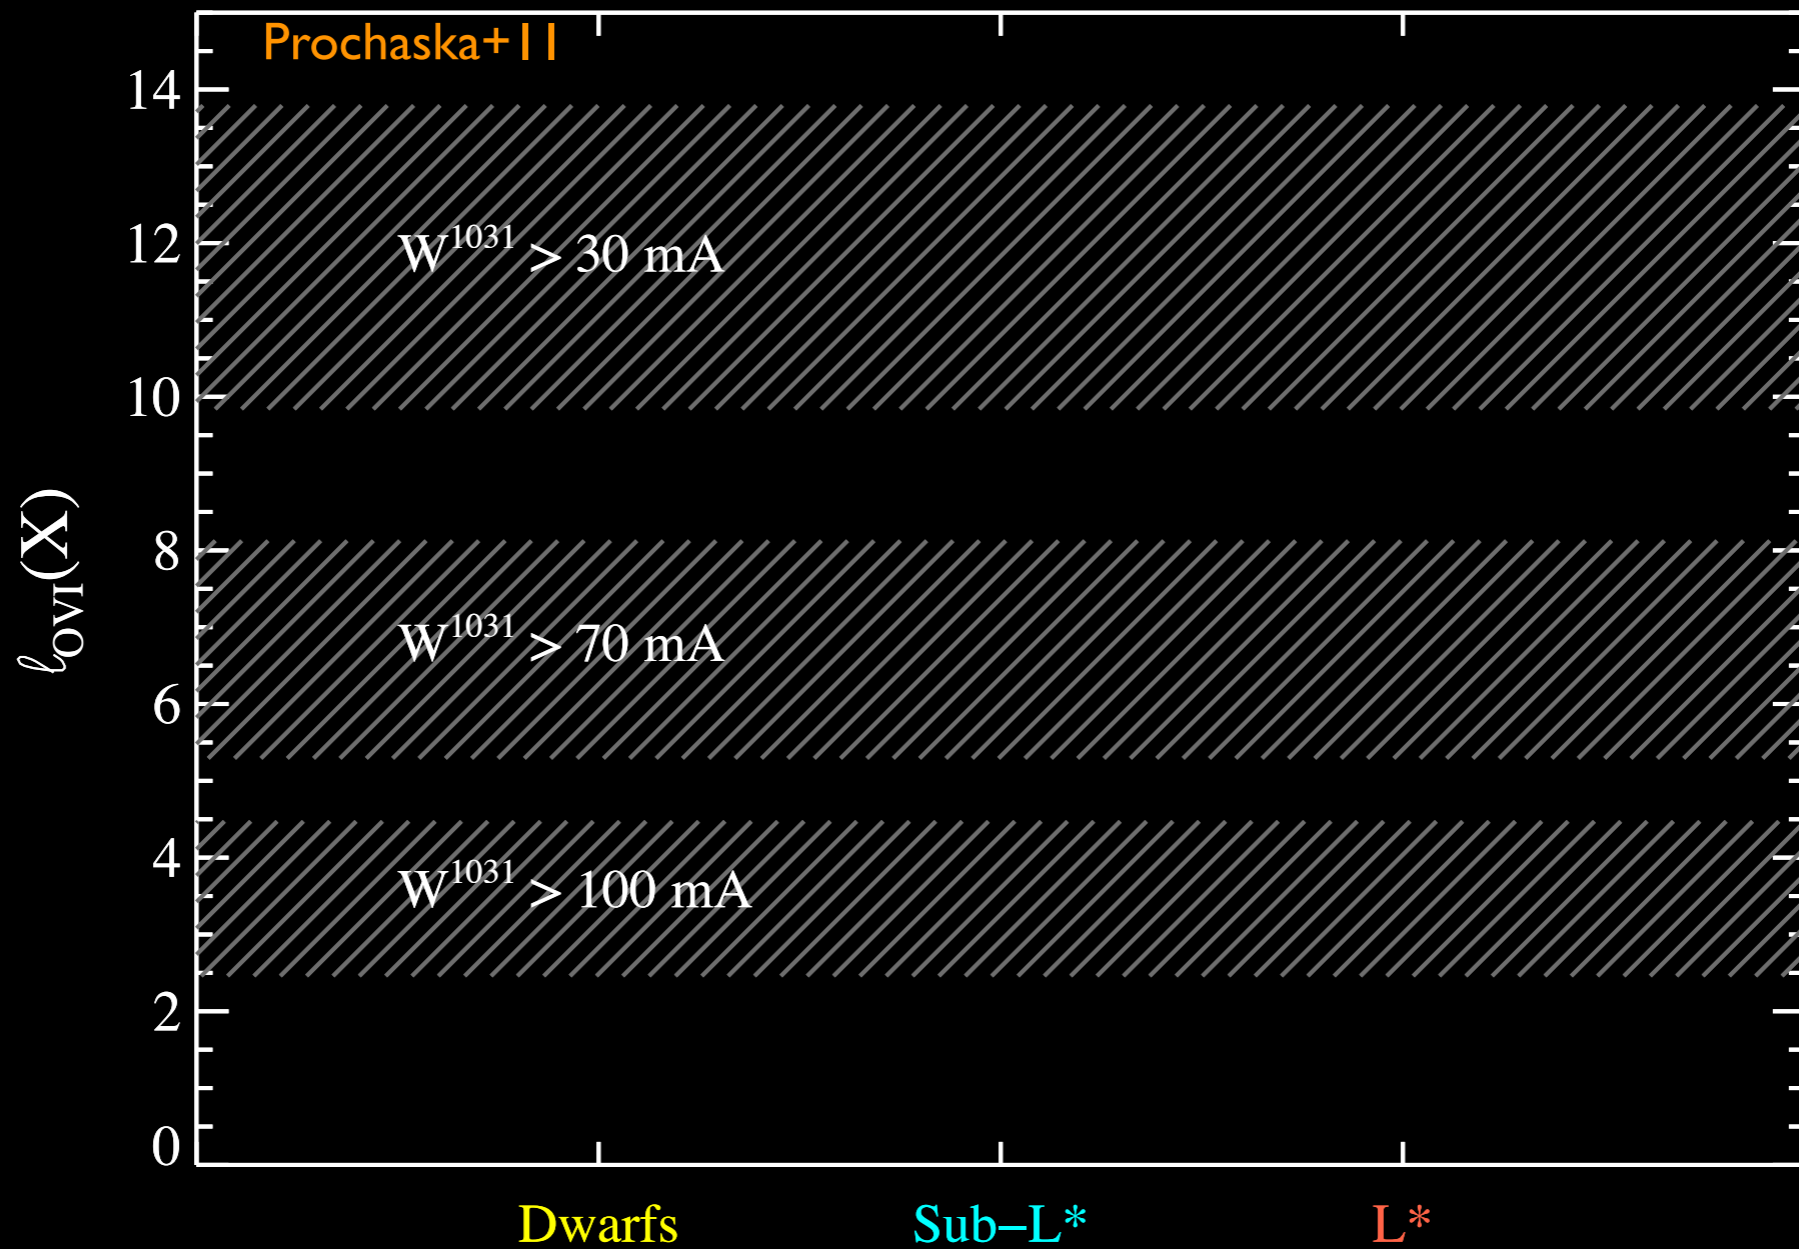 Prochaska+11
14
12
10
8
6
4
2
0
ℓOVI(X)
W1031 > 30 mA
W1031 > 70 mA
W1031 > 100 mA
Dwarfs
Sub–L*
L*